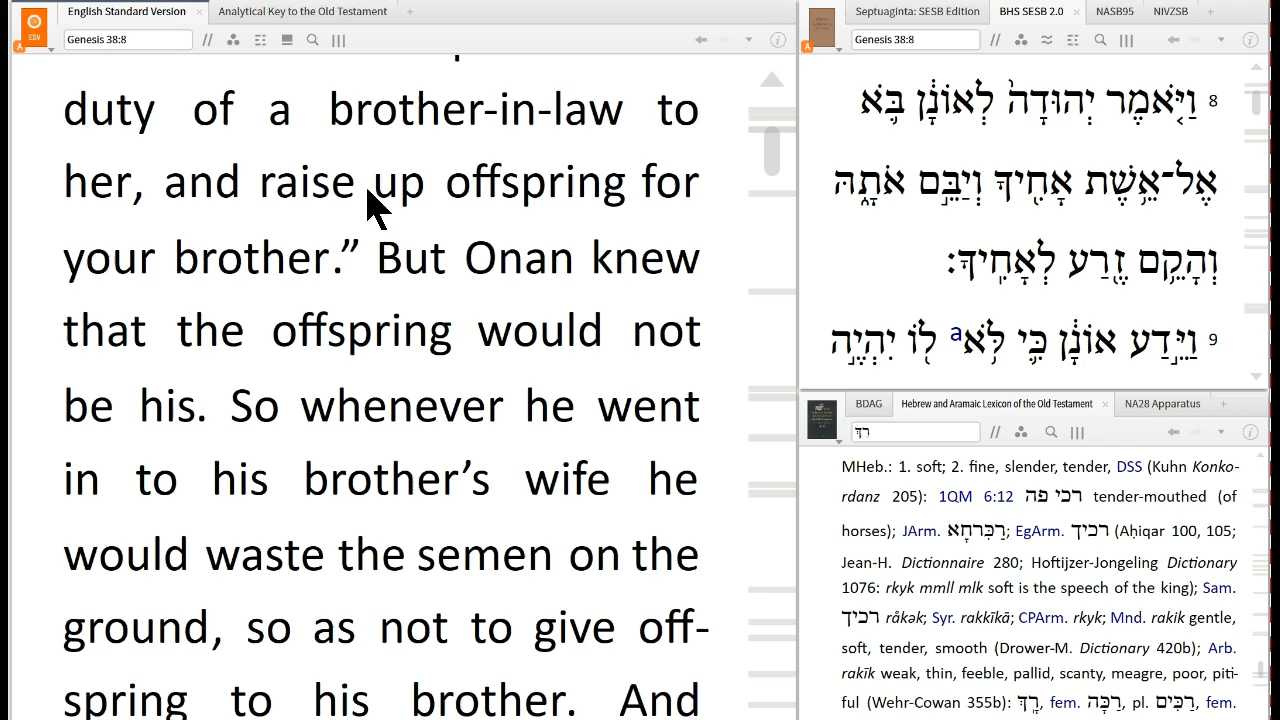 English Standard Version
Analytical Key to the Old Testament
ESV
A
Genesis 38:8
duty of a brother-in-law to
her, and raise up offspring for
your brother.” But Onan knew
that the offspring would not
be his. So whenever he went
in to his brother’s wife he
would waste the semen on the
ground, so as not to give off-
spring to his brother. And
Septuaginta: SESB Edition
BHS SESB 2.0
NASB95
NIVZSB
A
Genesis 38:8
8 וַיֹּ֤אמֶר יְהוּדָה֙ לְאוֹנָ֔ן בֹּ֛א
אֶל־אֵ֥שֶׁת אָחִ֖יךָ וְיַבֵּ֣ם אֹתָ֑הּ
וְהָקֵ֥ם זֶ֖רַע לְאָחִֽיךָ׃
9 וַיֵּ֣דַע אוֹנָ֔ן כִּ֛י לֹּ֥אa ל֖וֹ יִהְיֶ֣ה
BDAG
Hebrew and Aramaic Lexicon of the Old Testament
NA28 Apparatus
רךְ
MHeb.: 1. soft; 2. fine, slender, tender, DSS (Kuhn Konko-
rdanz 205): 1QM 6:12 רכי פה tender-mouthed (of
horses); JArm. רַכִּרְחָא; EgArm. רכיך (Aḥiqar 100, 105;
Jean-H. Dictionnaire 280; Hoftijzer-Jongeling Dictionary
1076: rkyk mmll mlk soft is the speech of the king); Sam.
רכיך råkək; Syr. rakkīkā; CPArm. rkyk; Mnd. rakik gentle,
soft, tender, smooth (Drower-M. Dictionary 420b); Arb.
rakīk weak, thin, feeble, pallid, scanty, meagre, poor, piti-
ful (Wehr-Cowan 355b): רָךְ, fem. רַכָּה, pl. רַכִּים, fem.